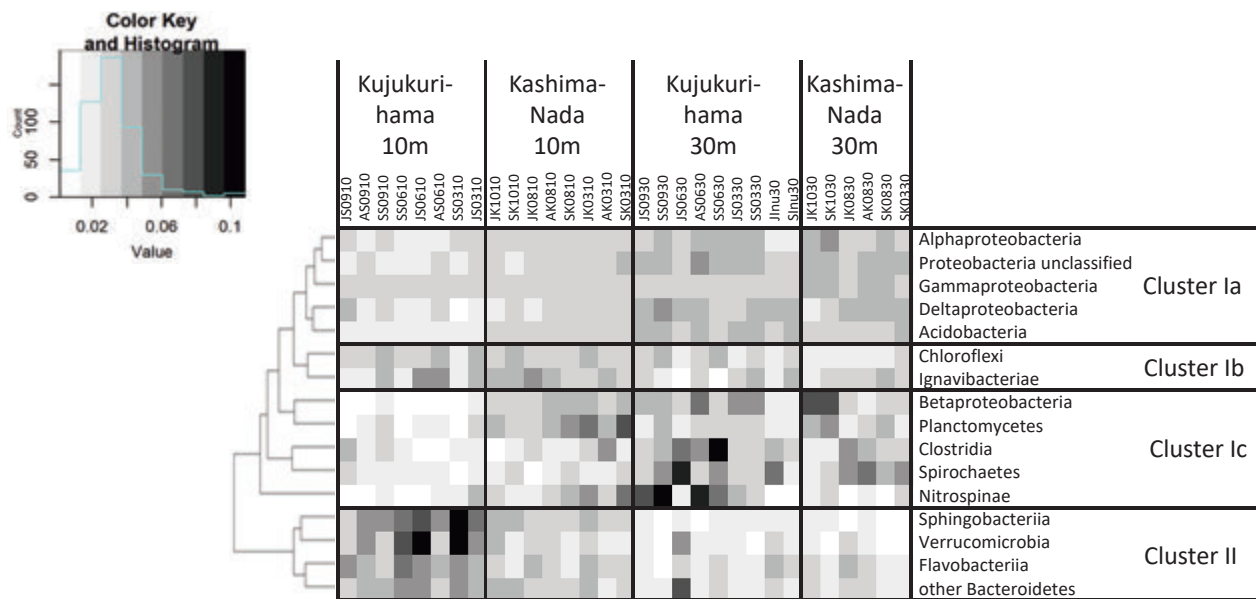 Color Key
and Histogram
Count
0 50 100
0.02 0.06 0.1
Value
Kujukuri-
hama
10m
Kashima-
Nada
10m
Kujukuri-
hama
30m
Kashima-
Nada
30m
JS0910
AS0910
SS0910
SS0610
JS0610
AS0610
SS0310
JS0310
JK1010
SK1010
JK0810
AK0810
SK0810
JK0310
AK0310
SK0310
JS0930
SS0930
JS0630
AS0630
SS0630
JS0330
SS0330
JInu30
SInu30
JK1030
SK1030
JK0830
AK0830
SK0830
SK0330
Alphaproteobacteria
Proteobacteria unclassified
Gammaproteobacteria
Deltaproteobacteria
Acidobacteria
Cluster Ia
Chloroflexi
Ignavibacteriae
Cluster Ib
Betaproteobacteria
Planctomycetes
Clostridia
Spirochaetes
Nitrospinae
Cluster Ic
Sphingobacteriia
Verrucomicrobia
Flavobacteriia
other Bacteroidetes
Cluster II